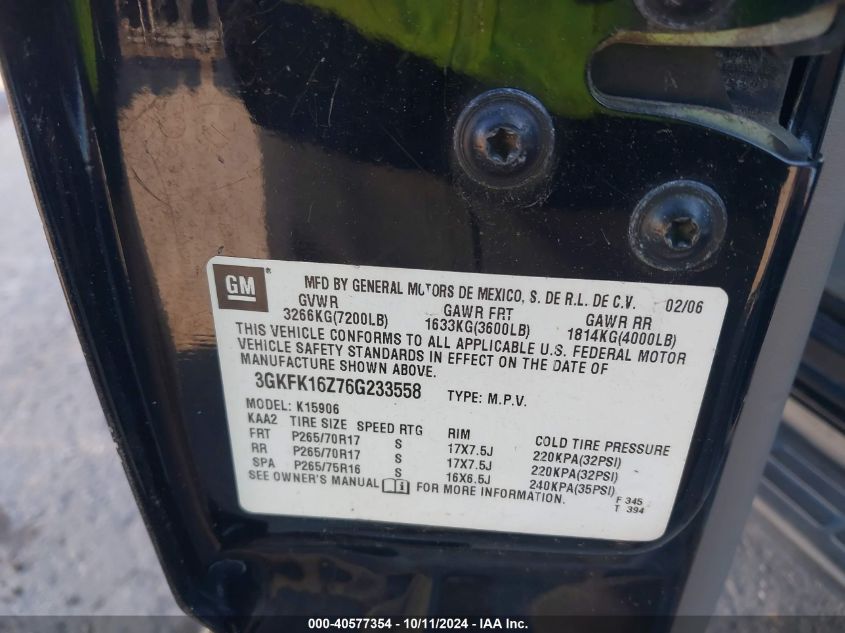 GM
MFD BY GENERAL MOTORS DE MEXICO, S. DE R.L. DE C.V. 02/06
GVWR GAWR FRT GAWR RR
3266KG(7200LB) 1633KG(3600LB) 1814KG(4000LB)
THIS VEHICLE CONFORMS TO ALL APPLICABLE U.S. FEDERAL MOTOR
VEHICLE SAFETY STANDARDS IN EFFECT ON THE DATE OF
MANUFACTURE SHOWN ABOVE.
3GKFK16Z76G233558 TYPE: M.P.V.
MODEL: K15906
KAA2 TIRE SIZE SPEED RTG RIM COLD TIRE PRESSURE
FRT P265/70R17 S 17X7.5J 220KPA(32PSI)
RR P265/70R17 S 17X7.5J 220KPA(32PSI)
SPA P265/75R16 S 16X6.5J 240KPA(35PSI)
SEE OWNER'S MANUAL FOR MORE INFORMATION.
F 345
T 394
000-40577354 - 10/11/2024 - IAA Inc.